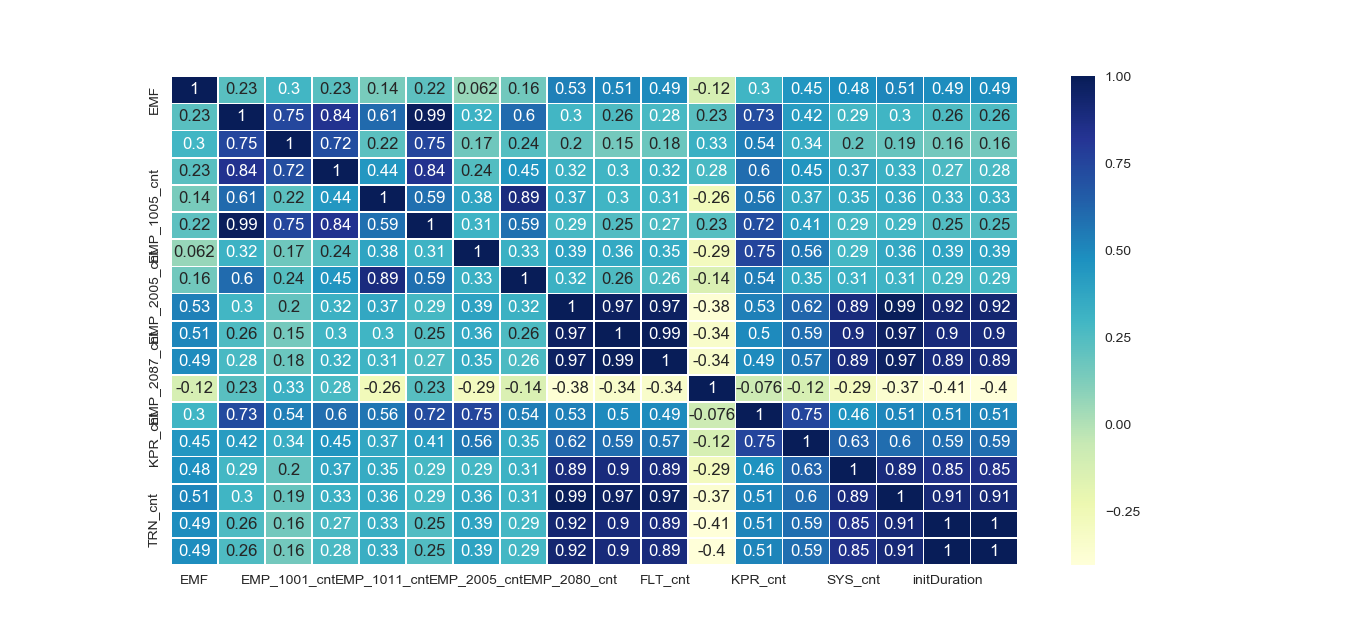 EMF 1 0.23 0.3 0.23 0.14 0.22 0.062 0.16 0.53 0.51 0.49 -0.12 0.3 0.45 0.48 0.51 0.49 0.49
0.23 1 0.75 0.84 0.61 0.99 0.32 0.6 0.3 0.26 0.28 0.23 0.73 0.42 0.29 0.3 0.26 0.26
0.3 0.75 1 0.72 0.22 0.75 0.17 0.24 0.2 0.15 0.18 0.33 0.54 0.34 0.2 0.19 0.16 0.16
0.23 0.84 0.72 1 0.44 0.84 0.24 0.45 0.32 0.3 0.32 0.28 0.6 0.45 0.37 0.33 0.27 0.28
EMP_1005_cnt 0.14 0.61 0.22 0.44 1 0.59 0.38 0.89 0.37 0.3 0.31 -0.26 0.56 0.37 0.35 0.36 0.33 0.33
0.22 0.99 0.75 0.84 0.59 1 0.31 0.59 0.29 0.25 0.27 0.23 0.72 0.41 0.29 0.29 0.25 0.25
0.062 0.32 0.17 0.24 0.38 0.31 1 0.33 0.39 0.36 0.35 -0.29 0.75 0.56 0.29 0.36 0.39 0.39
EMP_2005_cnt 0.16 0.6 0.24 0.45 0.89 0.59 0.33 1 0.32 0.26 0.26 -0.14 0.54 0.35 0.31 0.31 0.29 0.29
0.53 0.3 0.2 0.32 0.37 0.29 0.39 0.32 1 0.97 0.97 -0.38 0.53 0.62 0.89 0.99 0.92 0.92
0.51 0.26 0.15 0.3 0.3 0.25 0.36 0.26 0.97 1 0.99 -0.34 0.5 0.59 0.9 0.97 0.9 0.9
EMP_2087_cnt 0.49 0.28 0.18 0.32 0.31 0.27 0.35 0.26 0.97 0.99 1 -0.34 0.49 0.57 0.89 0.97 0.89 0.89
-0.12 0.23 0.33 0.28 -0.26 0.23 -0.29 -0.14 -0.38 -0.34 -0.34 1 -0.076 -0.12 -0.29 -0.37 -0.41 -0.4
0.3 0.73 0.54 0.6 0.56 0.72 0.75 0.54 0.53 0.5 0.49 -0.076 1 0.75 0.46 0.51 0.51 0.51
KPR_cnt 0.45 0.42 0.34 0.45 0.37 0.41 0.56 0.35 0.62 0.59 0.57 -0.12 0.75 1 0.63 0.6 0.59 0.59
0.48 0.29 0.2 0.37 0.35 0.29 0.29 0.31 0.89 0.9 0.89 -0.29 0.46 0.63 1 0.89 0.85 0.85
0.51 0.3 0.19 0.33 0.36 0.29 0.36 0.31 0.99 0.97 0.97 -0.37 0.51 0.6 0.89 1 0.91 0.91
TRN_cnt 0.49 0.26 0.16 0.27 0.33 0.25 0.39 0.29 0.92 0.9 0.89 -0.41 0.51 0.59 0.85 0.91 1 1
0.49 0.26 0.16 0.28 0.33 0.25 0.39 0.29 0.92 0.9 0.89 -0.4 0.51 0.59 0.85 0.91 1 1
EMF EMP_1001_cnt EMP_1011_cnt EMP_2005_cnt EMP_2080_cnt FLT_cnt KPR_cnt SYS_cnt initDuration
1.00
0.75
0.50
0.25
0.00
−0.25